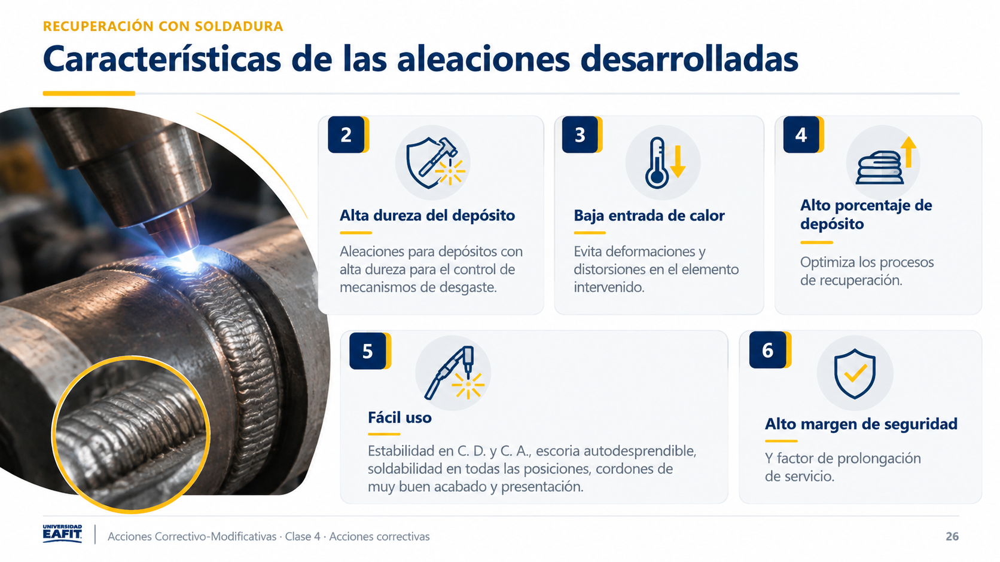 RECUPERACIÓN CON SOLDADURA
Características de las aleaciones desarrolladas
2
Alta dureza del depósito
Aleaciones para depósitos con
alta dureza para el control de
mecanismos de desgaste.
3
Baja entrada de calor
Evita deformaciones y
distorsiones en el elemento
intervenido.
4
Alto porcentaje de
depósito
Optimiza los procesos
de recuperación.
5
Fácil uso
Estabilidad en C. D. y C. A., escoria autodesprendible,
soldabilidad en todas las posiciones, cordones de
muy buen acabado y presentación.
6
Alto margen de seguridad
Y factor de prolongación
de servicio.
UNIVERSIDAD
EAFIT
Acciones Correctivo-Modificativas · Clase 4 · Acciones correctivas
26